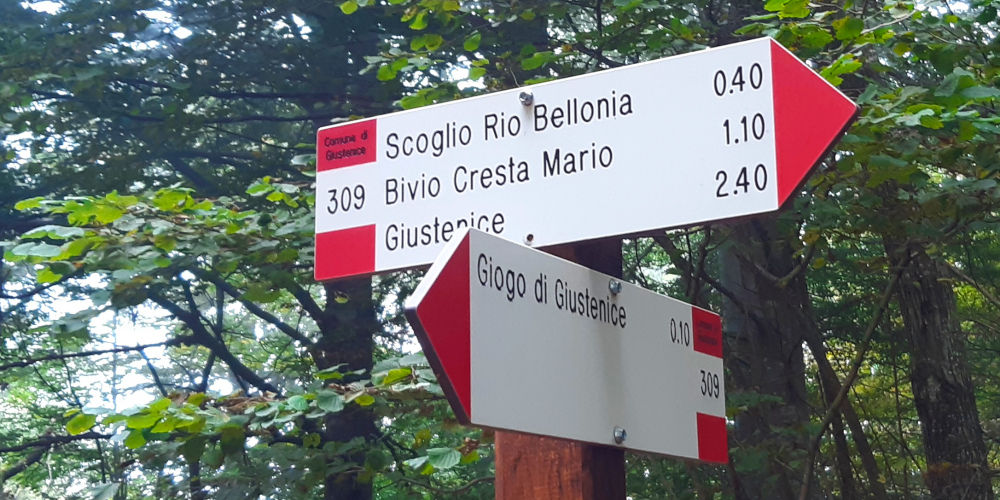 Comune di
Giustenice
309
Scoglio Rio Bellonia 0.40
Bivio Cresta Mario 1.10
Giustenice 2.40
Giogo di Giustenice 0.10
309